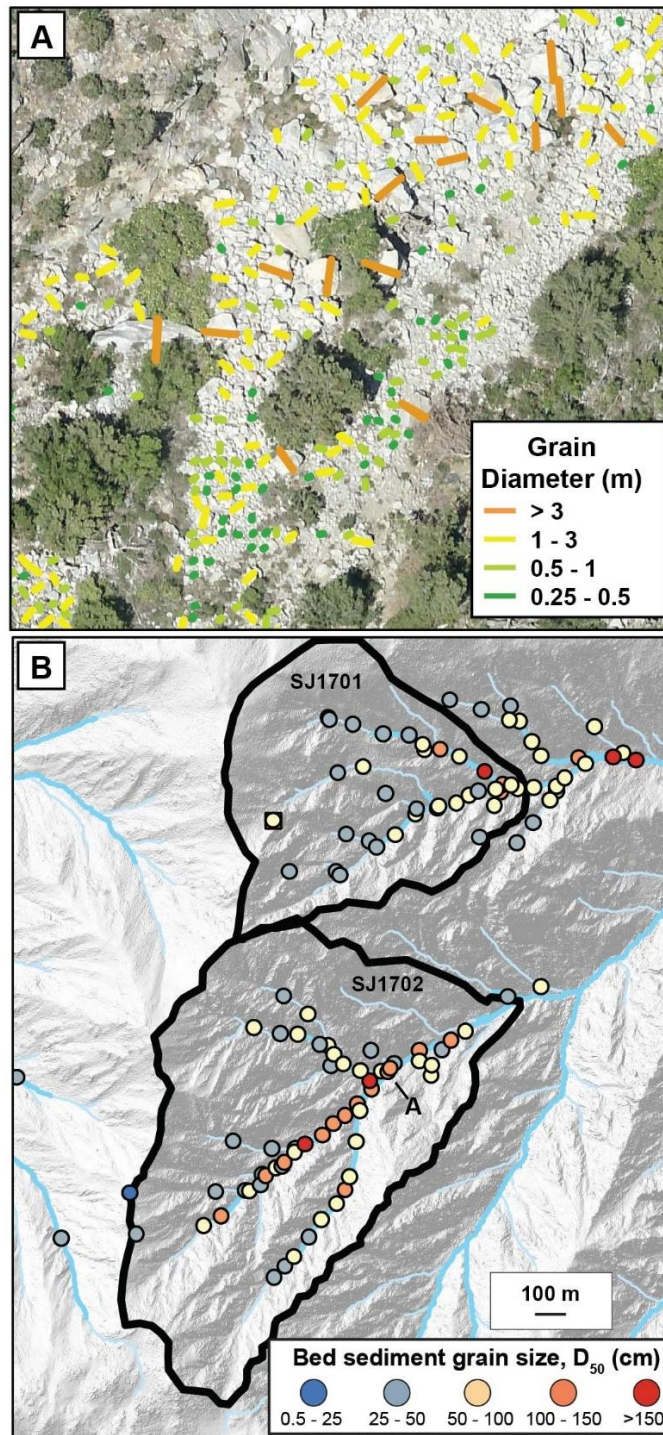 A
Grain
Diameter (m)
> 3
1 - 3
0.5 - 1
0.25 - 0.5
B
SJ1701
SJ1702
A
100 m
Bed sediment grain size, D50 (cm)
0.5 - 25 25 - 50 50 - 100 100 - 150 >150